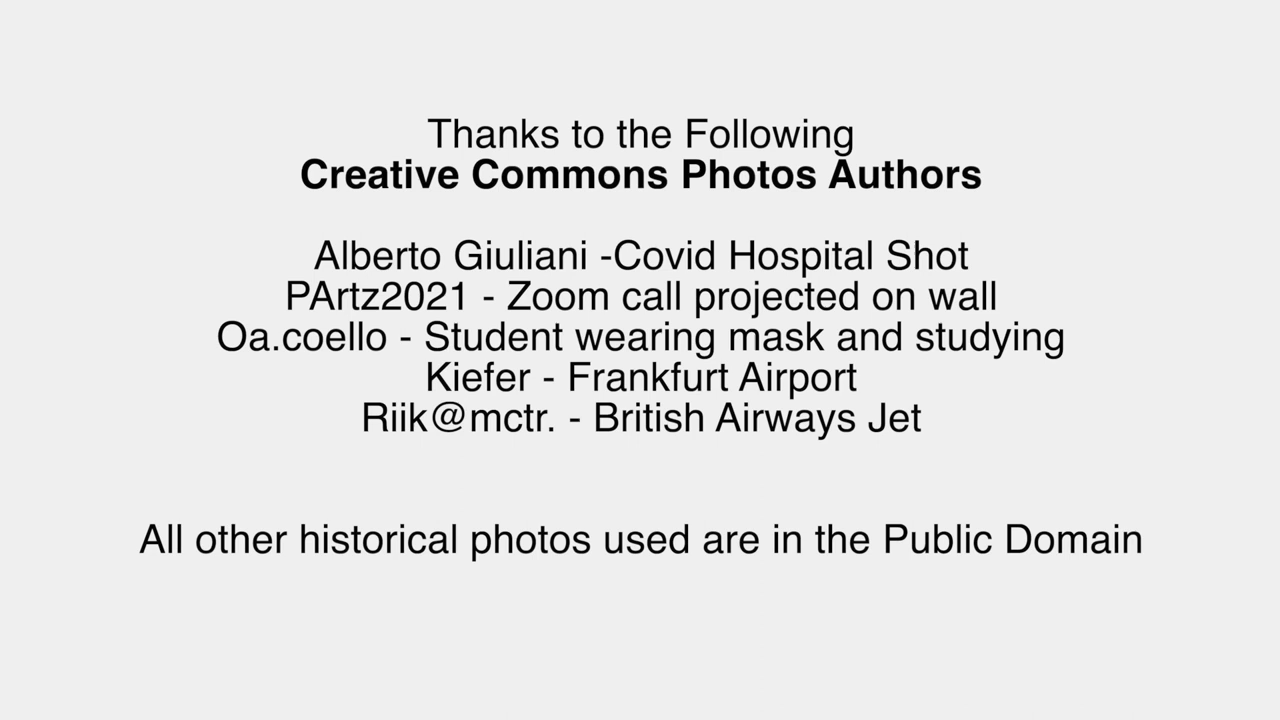 Thanks to the Following
Creative Commons Photos Authors
Alberto Giuliani -Covid Hospital Shot
PArtz2021 - Zoom call projected on wall
Oa.coello - Student wearing mask and studying
Kiefer - Frankfurt Airport
Riik@mctr. - British Airways Jet
All other historical photos used are in the Public Domain